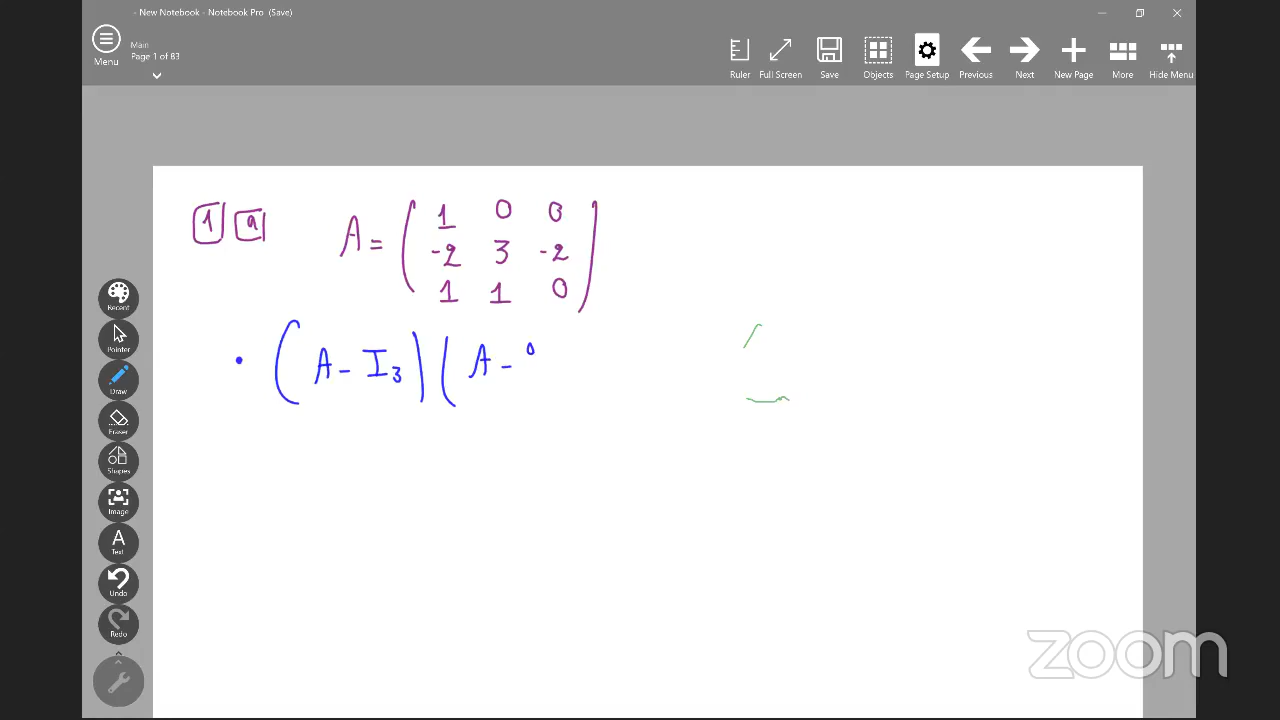 - New Notebook - Notebook Pro (Save)
Menu
Main
Page 1 of 83
Ruler
Full Screen
Save
Objects
Page Setup
Previous
Next
New Page
More
Hide Menu
1 a
A = ( 1 0 0
-2 3 -2
1 1 0 )
• ( A - I₃ ) ( A -
Recent
Pointer
Draw
Eraser
Shapes
Image
A
Text
Undo
Redo
zoom